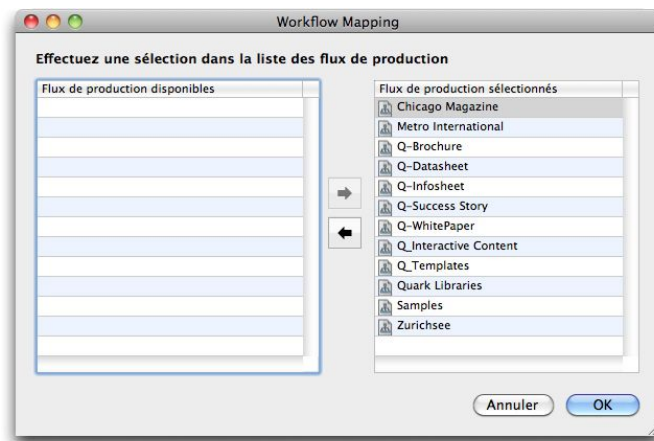 Workflow Mapping
Effectuez une sélection dans la liste des flux de production
Flux de production disponibles
Flux de production sélectionnés
Chicago Magazine
Metro International
Q-Brochure
Q-Datasheet
Q-Infosheet
Q-Success Story
Q-WhitePaper
Q_Interactive Content
Q_Templates
Quark Libraries
Samples
Zurichsee
Annuler
OK